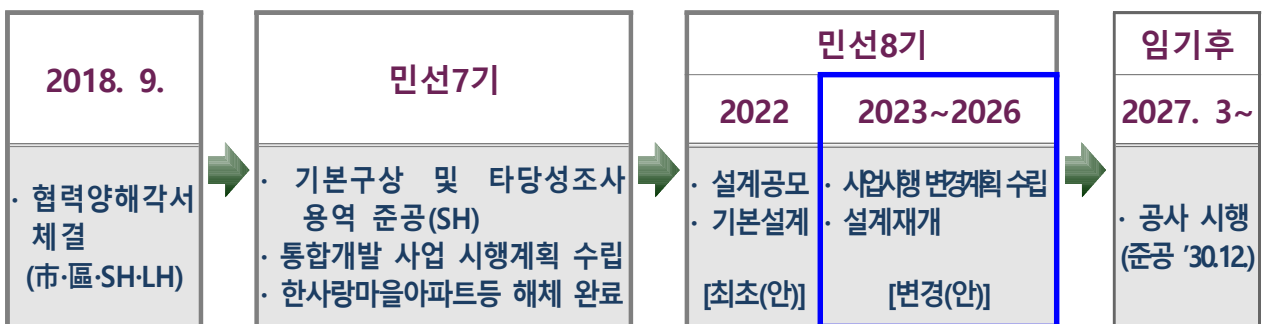 2018. 9.
· 협력양해각서
체결
(市·區·SH·LH)
민선7기
· 기본구상 및 타당성조사
용역 준공(SH)
· 통합개발 사업 시행계획 수립
· 한사랑마을아파트등 해체 완료
민선8기
2022
· 설계공모
· 기본설계
[최초(안)]
2023~2026
· 사업시행 변경계획 수립
· 설계재개
[변경(안)]
임기후
2027. 3~
· 공사 시행
(준공 ’30.12.)